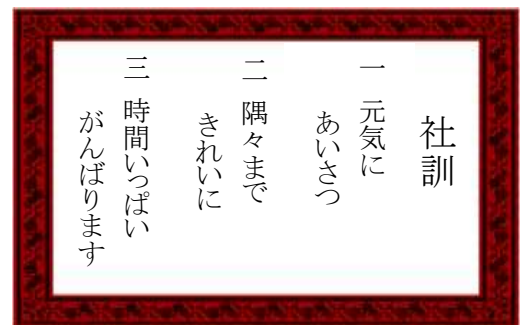 社訓
一 元気に
あいさつ
二 隅々まで
きれいに
三 時間いっぱい
がんばります